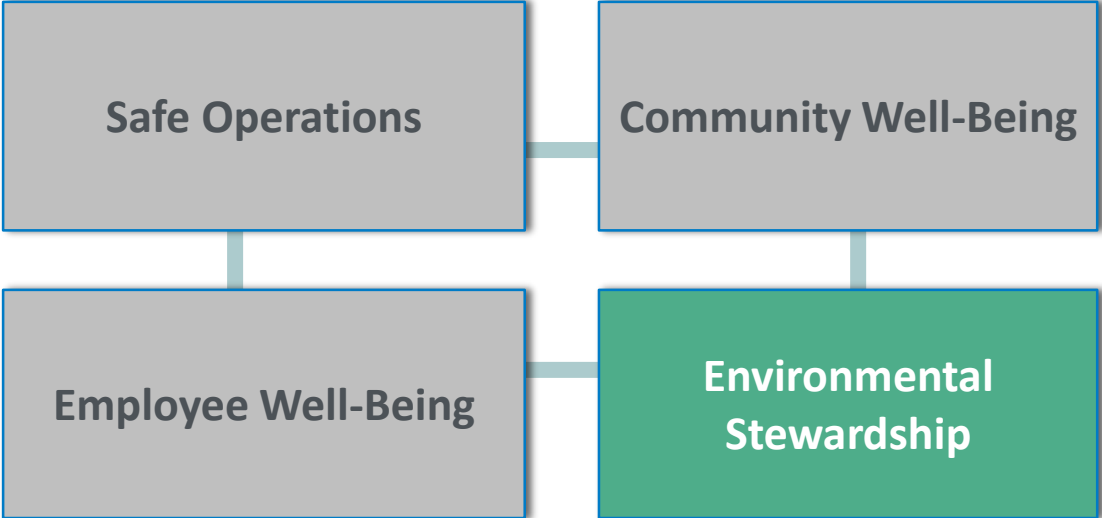 Safe Operations
Community Well-Being
Employee Well-Being
Environmental
Stewardship